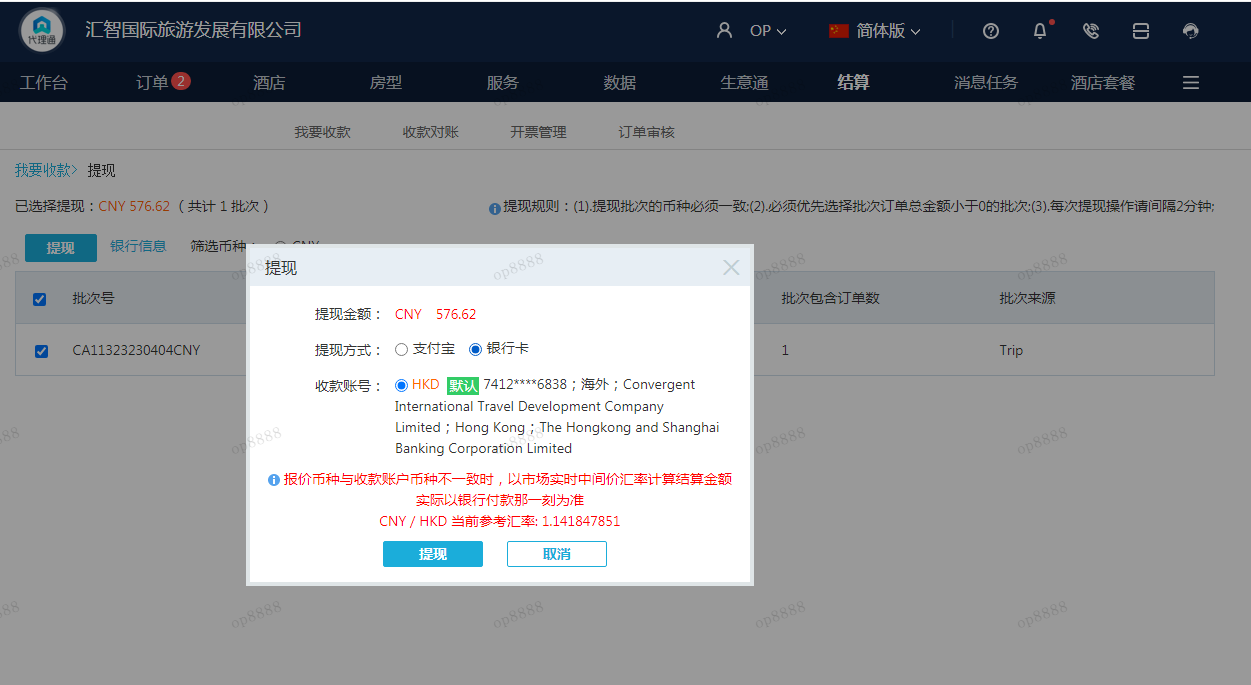 代理通
汇智国际旅游发展有限公司
OP
简体版
工作台
订单 2
酒店
房型
服务
数据
生意通
结算
消息任务
酒店套餐
我要收款
收款对账
开票管理
订单审核
我要收款> 提现
已选择提现：CNY 576.62 （ 共计 1 批次 ）
提现规则：(1).提现批次的币种必须一致;(2).必须优先选择批次订单总金额小于0的批次;(3).每次提现操作请间隔2分钟;
提现
银行信息
筛选币种：
CNY
批次号
批次包含订单数
批次来源
CA11323230404CNY
1
Trip
提现
提现金额： CNY 576.62
提现方式： 支付宝 银行卡
收款账号： HKD 默认 7412****6838；海外；Convergent
International Travel Development Company
Limited；Hong Kong；The Hongkong and Shanghai
Banking Corporation Limited
报价币种与收款账户币种不一致时，以市场实时中间价汇率计算结算金额
实际以银行付款那一刻为准
CNY / HKD 当前参考汇率: 1.141847851
提现
取消
op8888
op8888
op8888
op8888
op8888
op8888
op8888
op8888
op8888
op8888
op8888
op8888